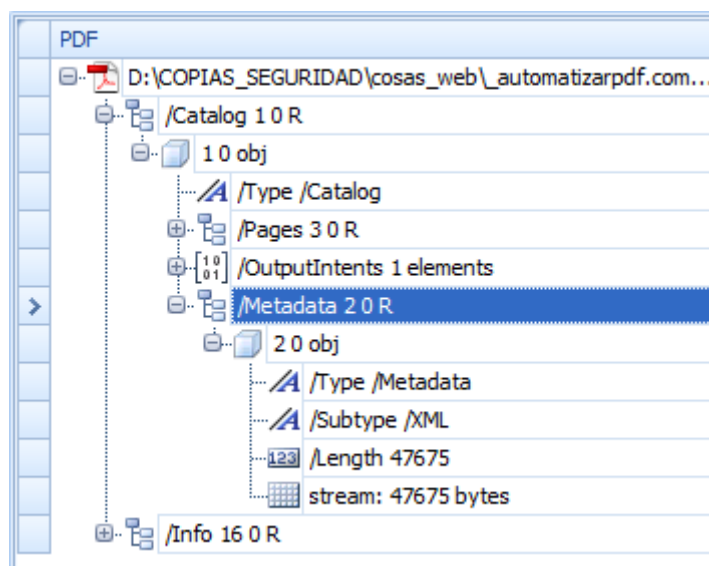 PDF
D:\COPIAS_SEGURIDAD\cosas_web\_automatizarpdf.com...
/Catalog 1 0 R
1 0 obj
/Type /Catalog
/Pages 3 0 R
/OutputIntents 1 elements
/Metadata 2 0 R
2 0 obj
/Type /Metadata
/Subtype /XML
/Length 47675
stream: 47675 bytes
/Info 16 0 R